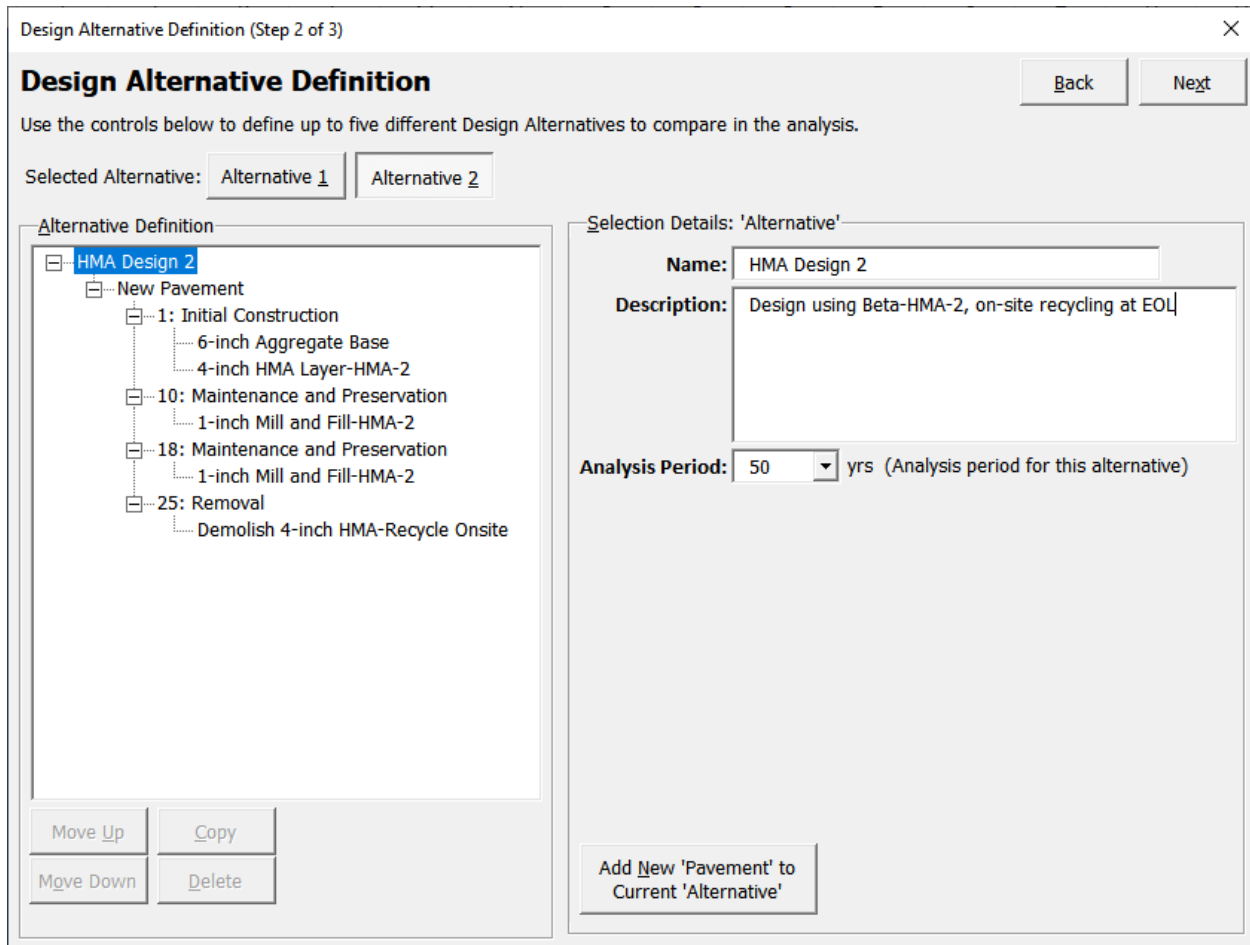 Design Alternative Definition (Step 2 of 3)
Design Alternative Definition
Back
Next
Use the controls below to define up to five different Design Alternatives to compare in the analysis.
Selected Alternative:
Alternative 1
Alternative 2
Alternative Definition
HMA Design 2
New Pavement
1: Initial Construction
6-inch Aggregate Base
4-inch HMA Layer-HMA-2
10: Maintenance and Preservation
1-inch Mill and Fill-HMA-2
18: Maintenance and Preservation
1-inch Mill and Fill-HMA-2
25: Removal
Demolish 4-inch HMA-Recycle Onsite
Move Up
Copy
Move Down
Delete
Selection Details: 'Alternative'
Name: HMA Design 2
Description: Design using Beta-HMA-2, on-site recycling at EOL
Analysis Period: 50 yrs (Analysis period for this alternative)
Add New 'Pavement' to
Current 'Alternative'